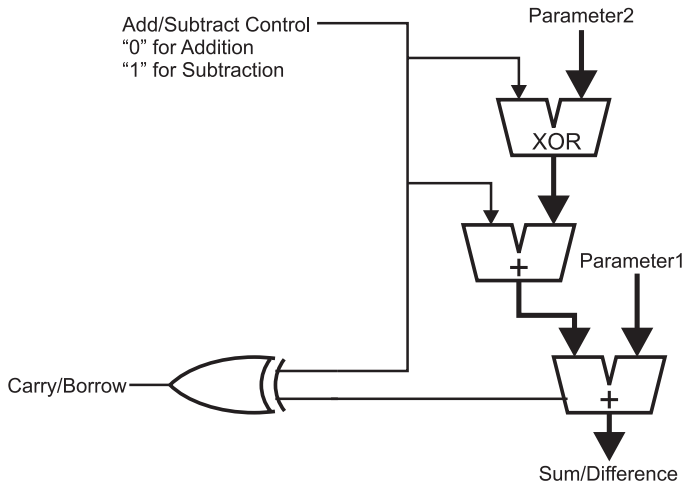 Add/Subtract Control
“0” for Addition
“1” for Subtraction
Parameter2
XOR
+
Parameter1
+
Carry/Borrow
Sum/Difference